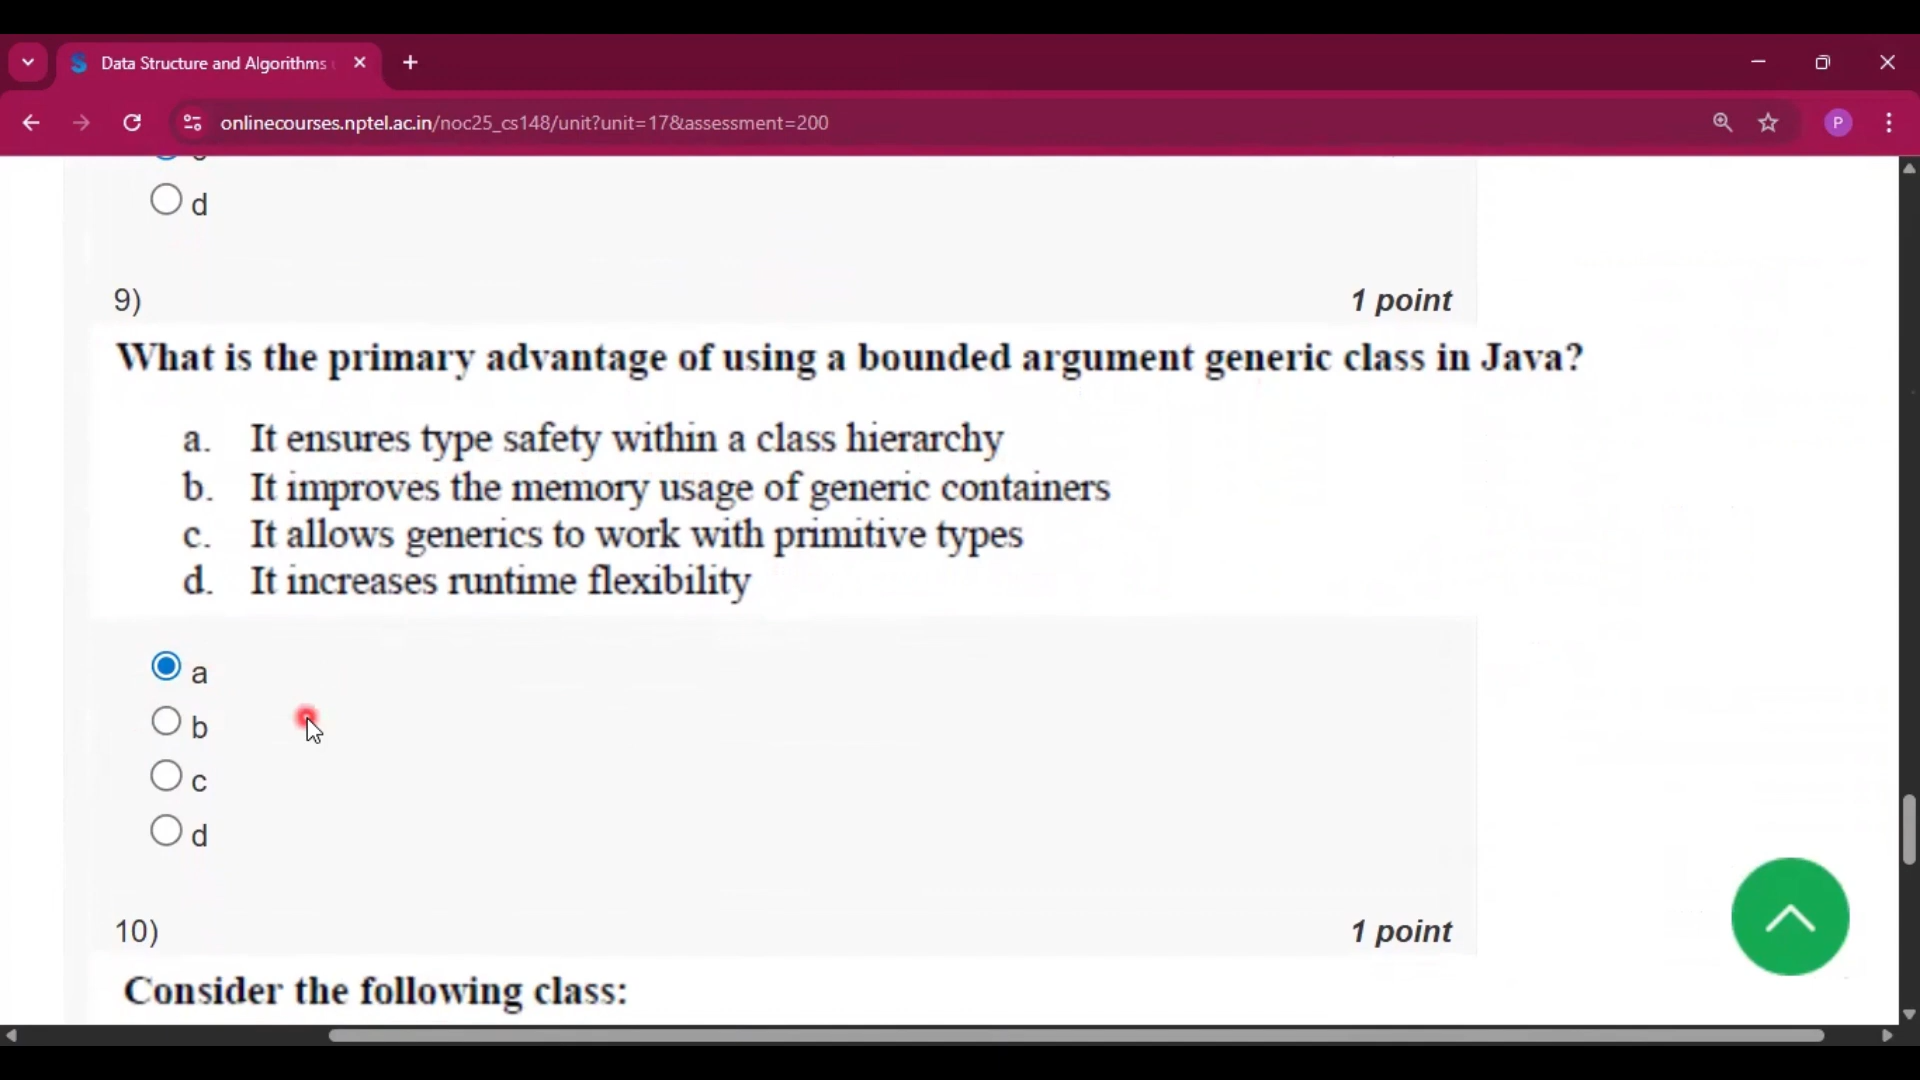 Data Structure and Algorithms
onlinecourses.nptel.ac.in/noc25_cs148/unit?unit=17&assessment=200
P
d
9)
1 point
What is the primary advantage of using a bounded argument generic class in Java?
a. It ensures type safety within a class hierarchy
b. It improves the memory usage of generic containers
c. It allows generics to work with primitive types
d. It increases runtime flexibility
a
b
c
d
10)
1 point
Consider the following class: